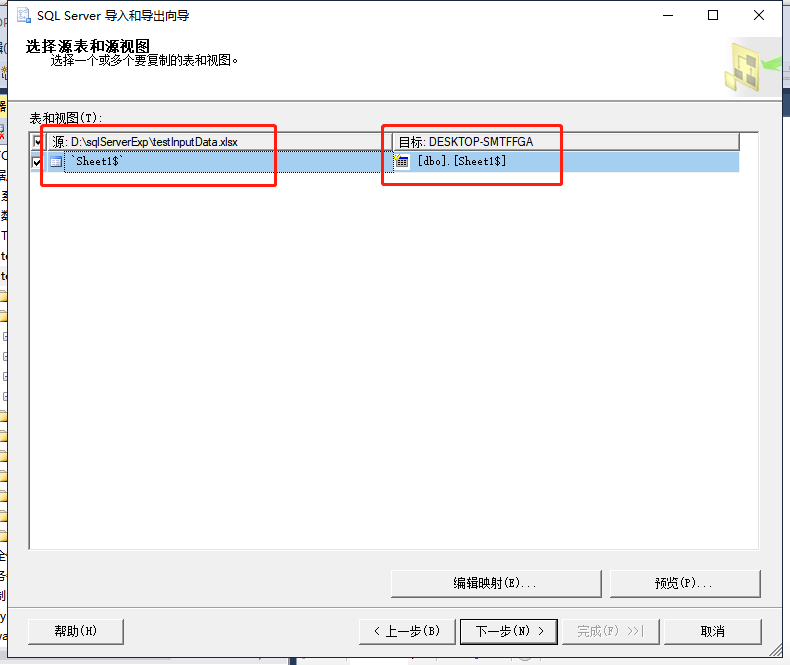 SQL Server 导入和导出向导
选择源表和源视图
选择一个或多个要复制的表和视图。
表和视图(T):
源: D:\sqlServerExp\testInputData.xlsx 目标: DESKTOP-SMTFFGA
`Sheet1$` [dbo].[Sheet1$]
编辑映射(E)... 预览(P)...
帮助(H) < 上一步(B) 下一步(N) > 完成(F) >>| 取消